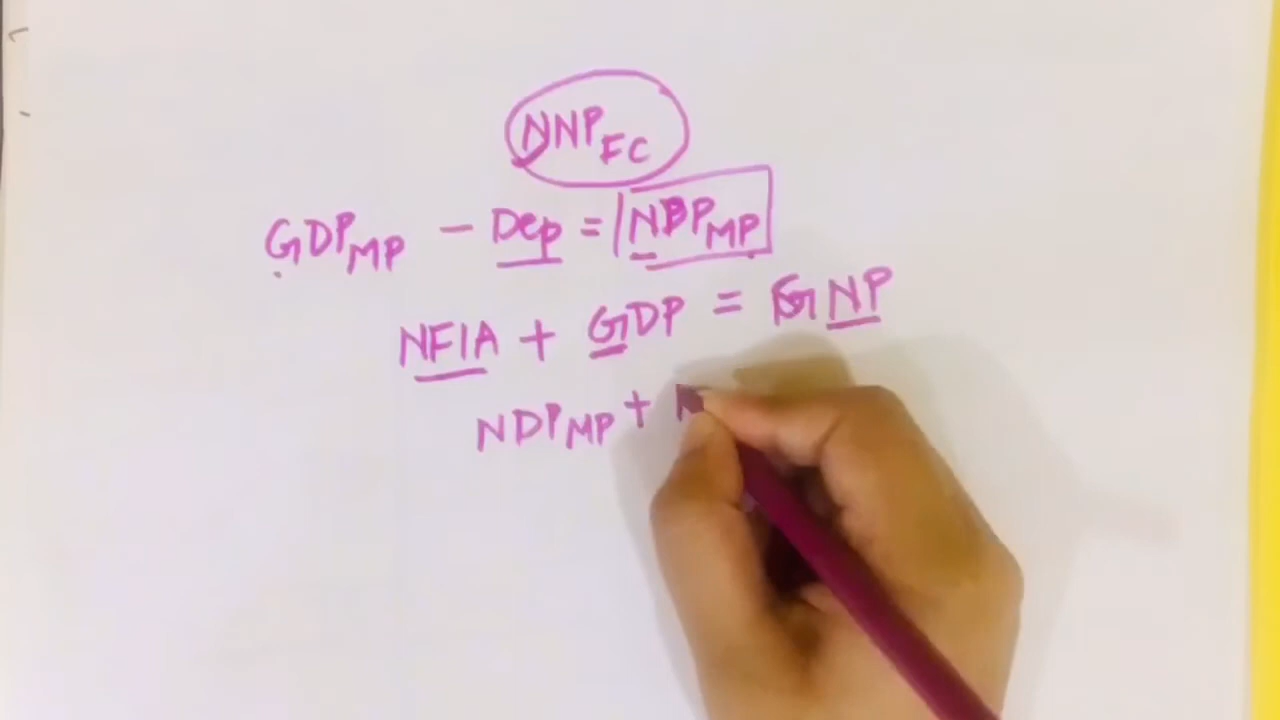 NNPFC
GDPMP - Dep = NDPMP
NFIA + GDP = GNP
NDPMP + N